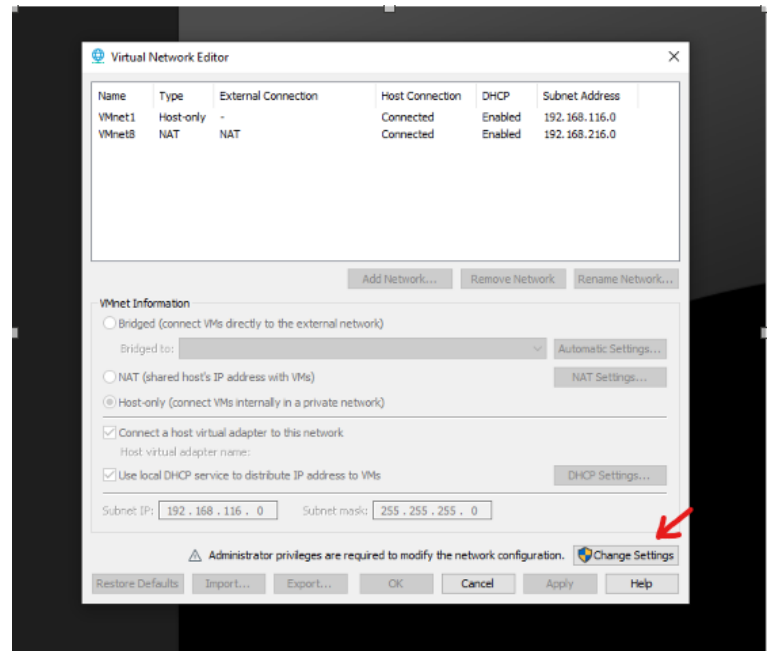 Virtual Network Editor
Name Type External Connection Host Connection DHCP Subnet Address
VMnet1 Host-only - Connected Enabled 192.168.116.0
VMnet8 NAT NAT Connected Enabled 192.168.216.0
Add Network... Remove Network Rename Network...
VMnet Information
Bridged (connect VMs directly to the external network)
Bridged to: Automatic Settings...
NAT (shared host's IP address with VMs) NAT Settings...
Host-only (connect VMs internally in a private network)
Connect a host virtual adapter to this network
Host virtual adapter name:
Use local DHCP service to distribute IP address to VMs DHCP Settings...
Subnet IP: 192 . 168 . 116 . 0 Subnet mask: 255 . 255 . 255 . 0
Administrator privileges are required to modify the network configuration. Change Settings
Restore Defaults Import... Export... OK Cancel Apply Help